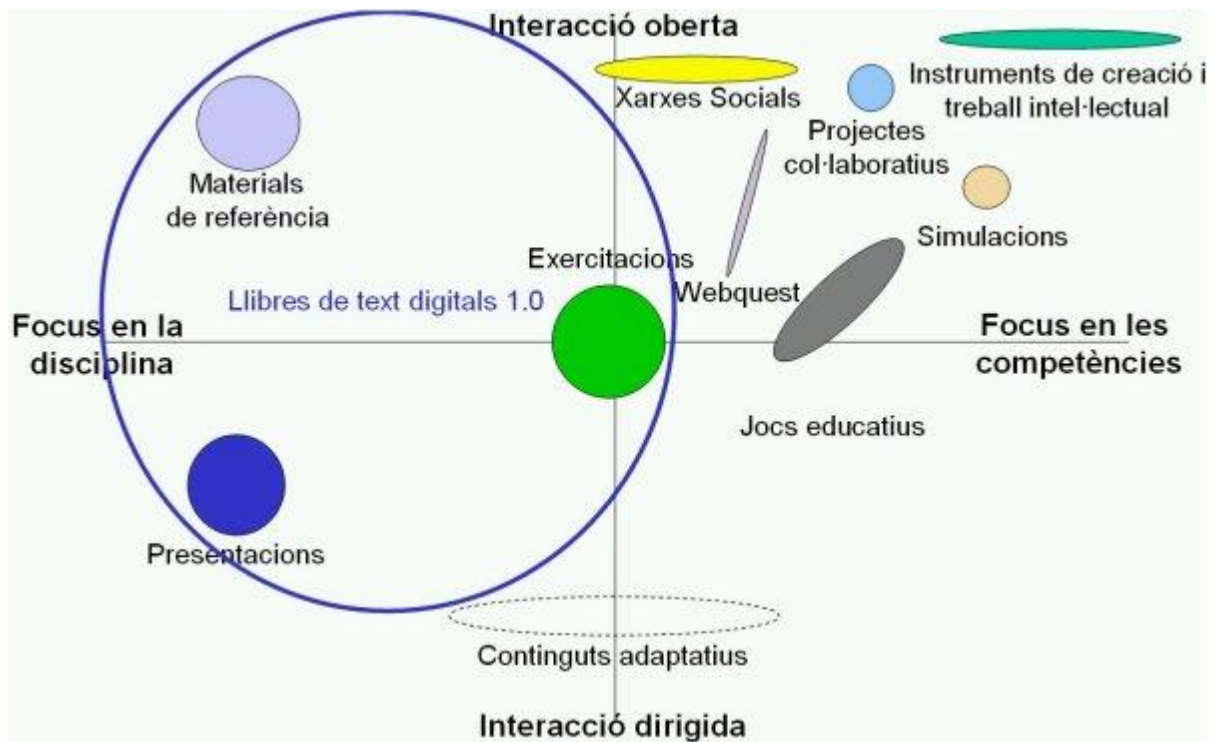 Interacció oberta
Xarxes Socials
Instruments de creació i
treball intel·lectual
Projectes
col·laboratius
Materials
de referència
Simulacions
Exercitacions
Webquest
Llibres de text digitals 1.0
Focus en la
disciplina
Focus en les
competències
Jocs educatius
Presentacions
Continguts adaptatius
Interacció dirigida